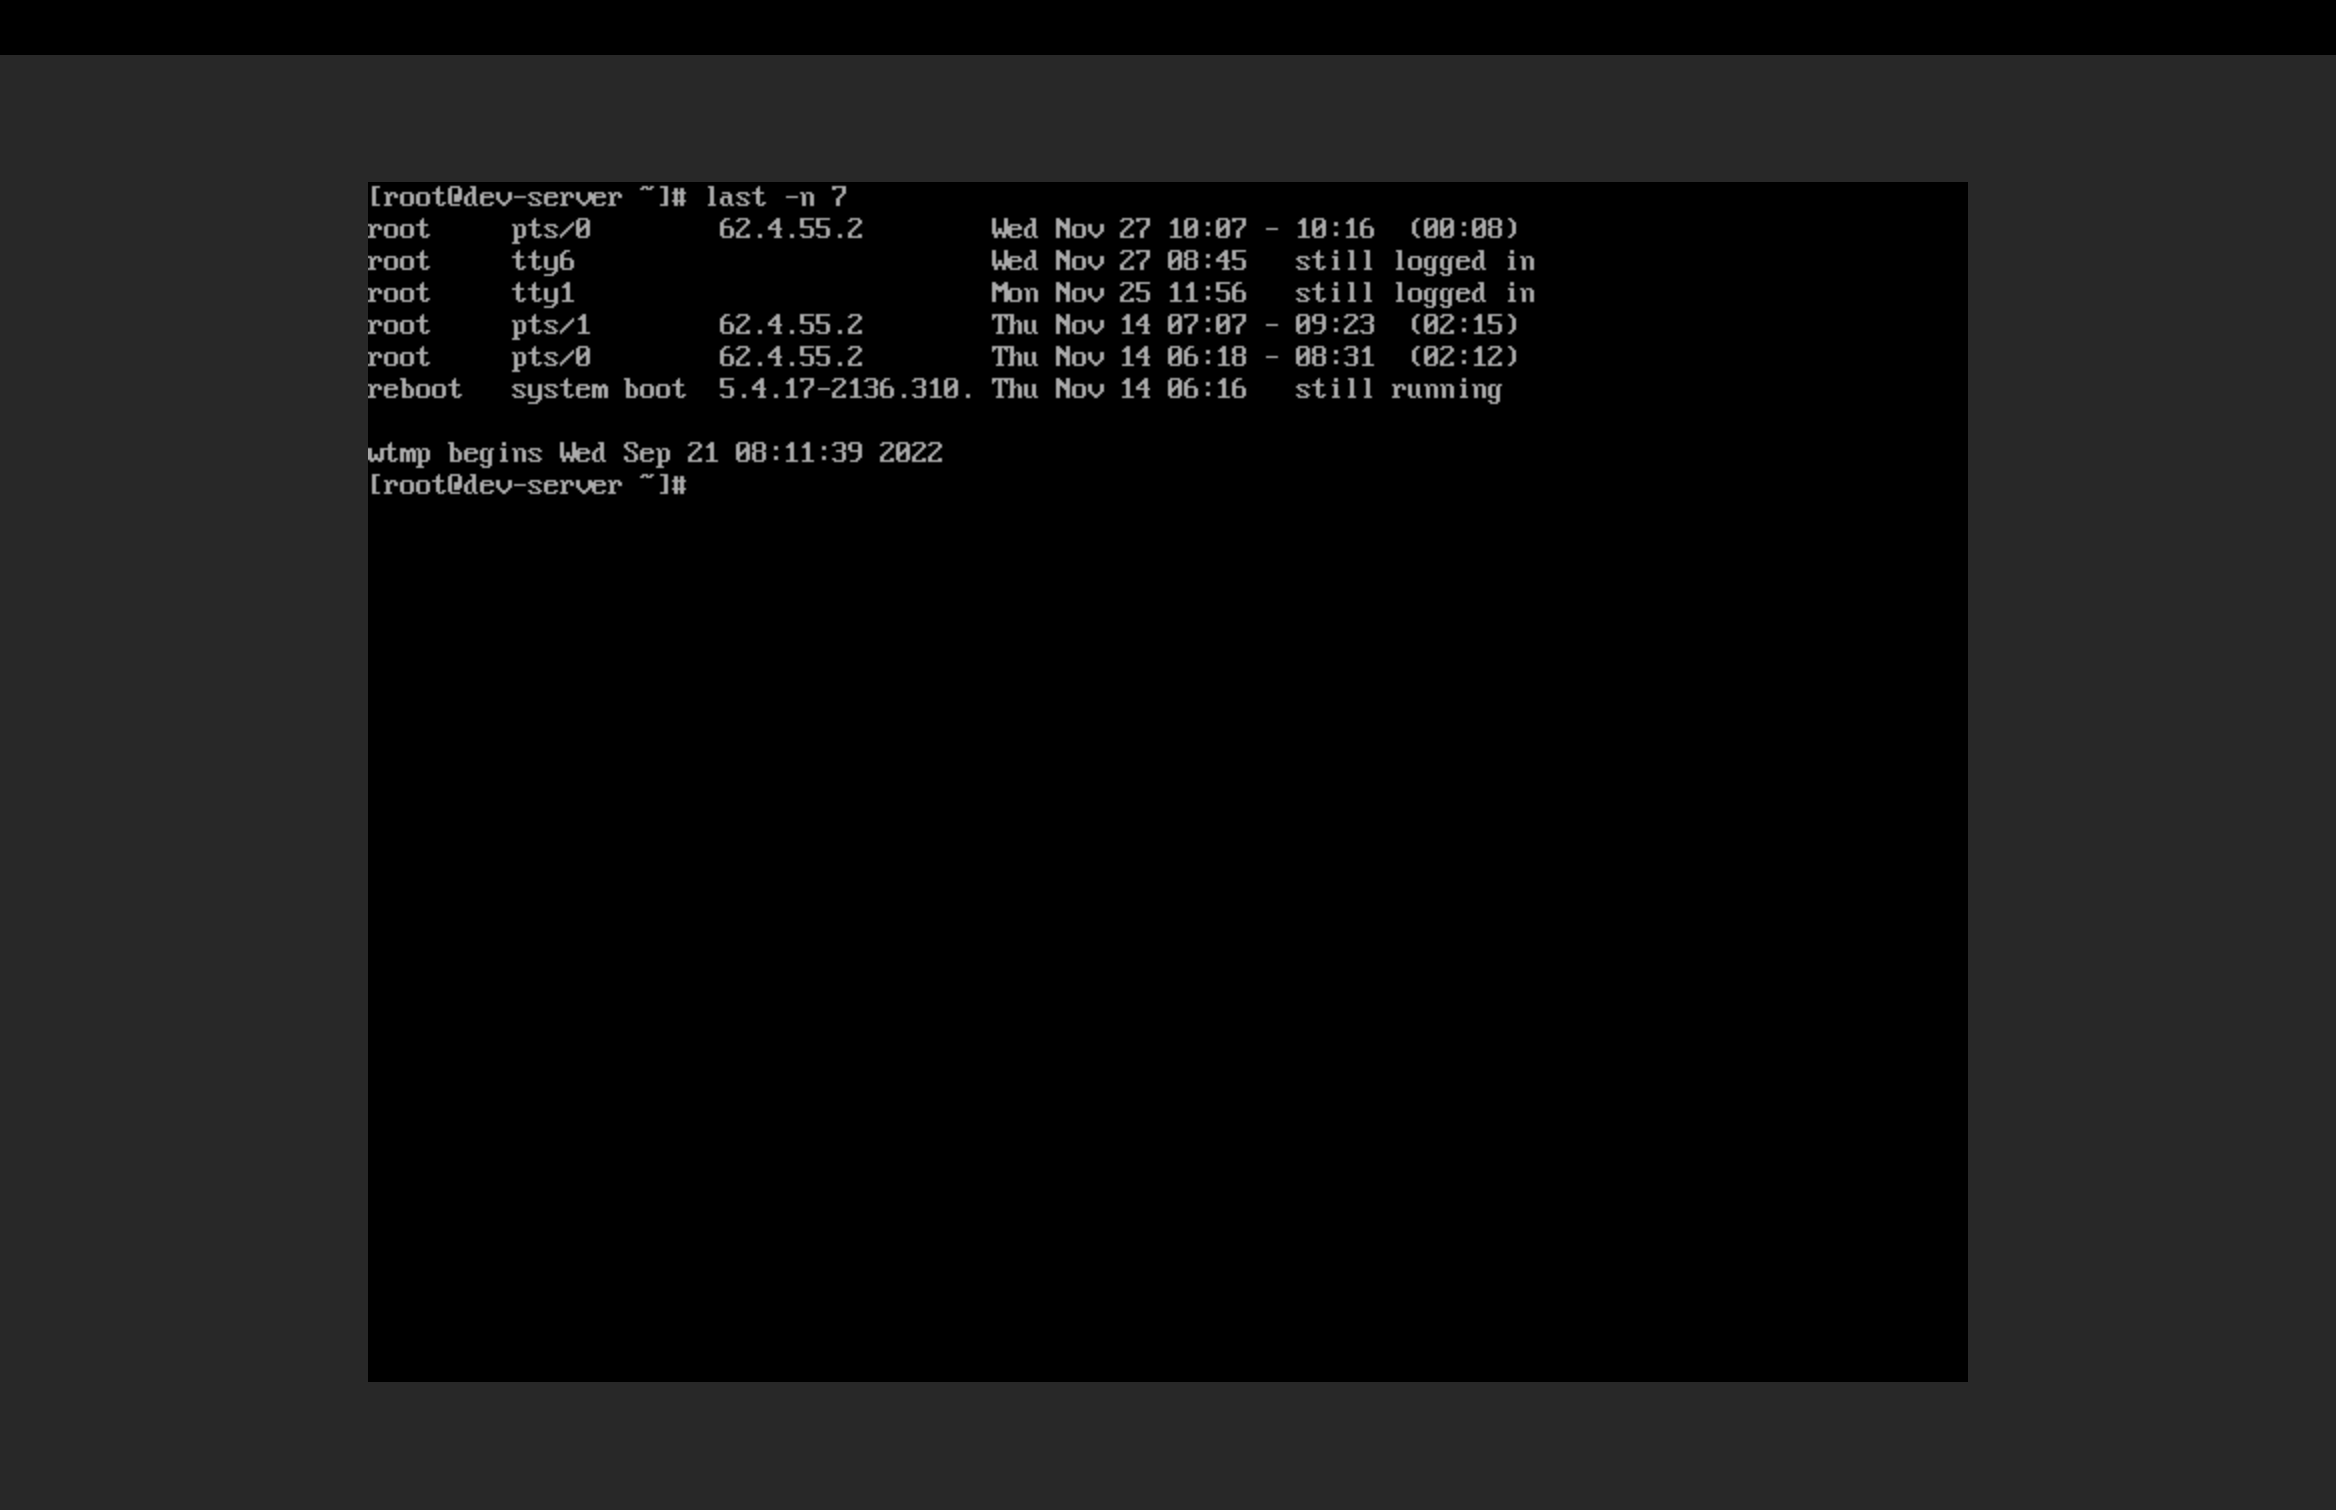 [root@dev-server ~]# last -n 7
root     pts/0        62.4.55.2        Wed Nov 27 10:07 - 10:16  (00:08)
root     tty6                          Wed Nov 27 08:45   still logged in
root     tty1                          Mon Nov 25 11:56   still logged in
root     pts/1        62.4.55.2        Thu Nov 14 07:07 - 09:23  (02:15)
root     pts/0        62.4.55.2        Thu Nov 14 06:18 - 08:31  (02:12)
reboot   system boot  5.4.17-2136.310. Thu Nov 14 06:16   still running

wtmp begins Wed Sep 21 08:11:39 2022
[root@dev-server ~]#